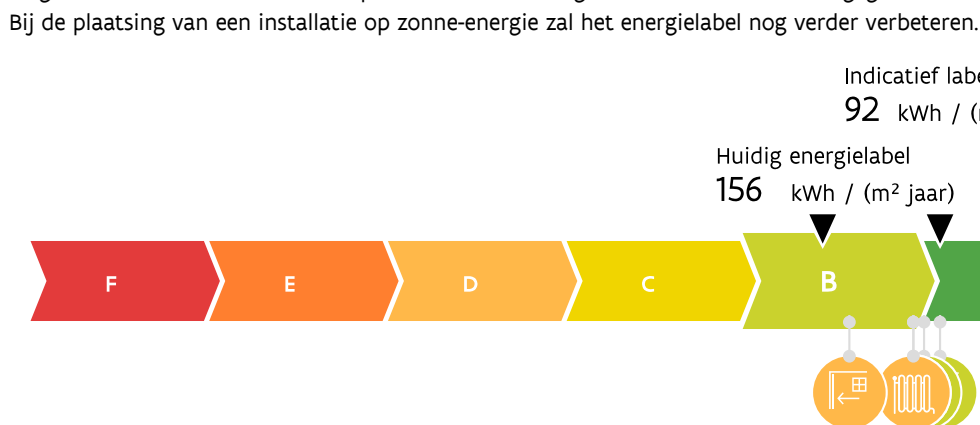 Bij de plaatsing van een installatie op zonne-energie zal het energielabel nog verder verbeteren.
Indicatief
92 kWh / (
Huidig energielabel
156 kWh / (m² jaar)
F E D C B